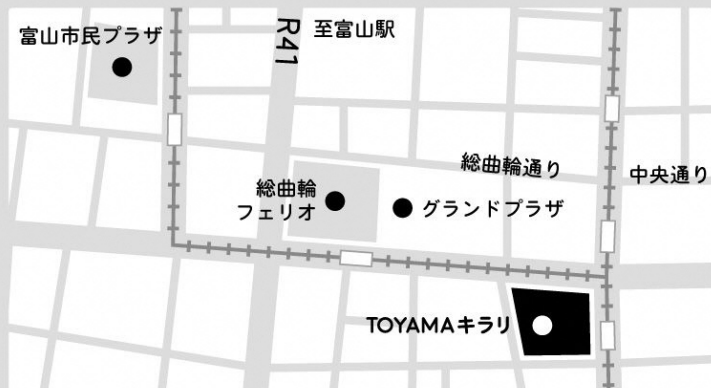 至富山駅
R41
富山市民プラザ
総曲輪通り
中央通り
総曲輪
フェリオ
グランドプラザ
TOYAMAキラリ